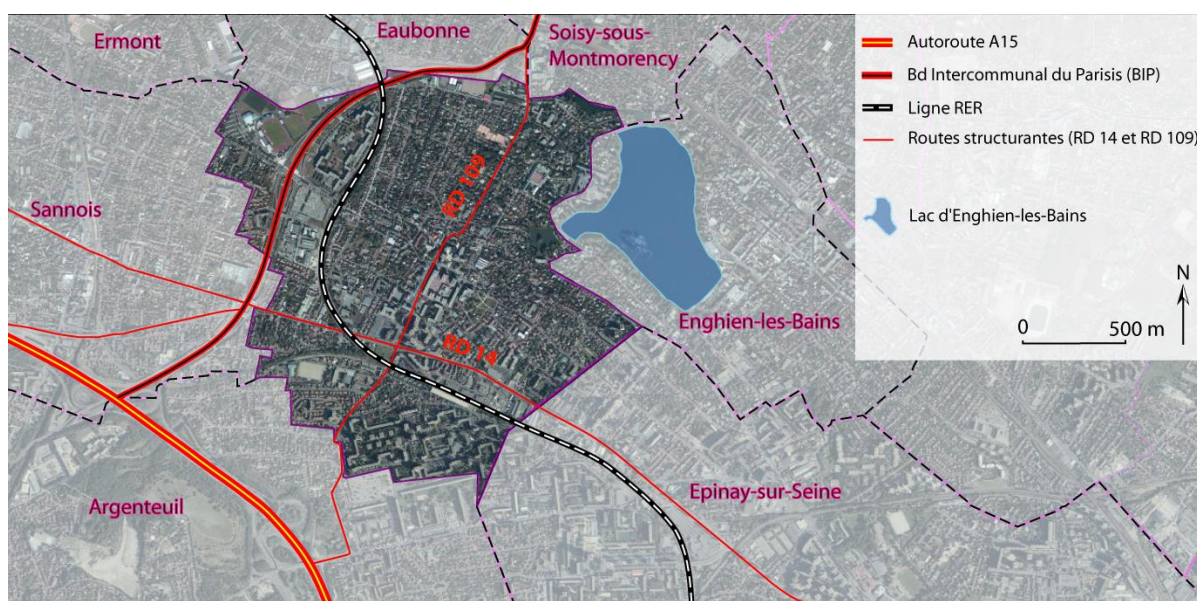 Ermont
Eaubonne
Soisy-sous-
Montmorency
Sannois
RD 109
RD 14
Enghien-les-Bains
Epinay-sur-Seine
Argenteuil
Autoroute A15
Bd Intercommunal du Parisis (BIP)
Ligne RER
Routes structurantes (RD 14 et RD 109)
Lac d'Enghien-les-Bains
N
0 500 m